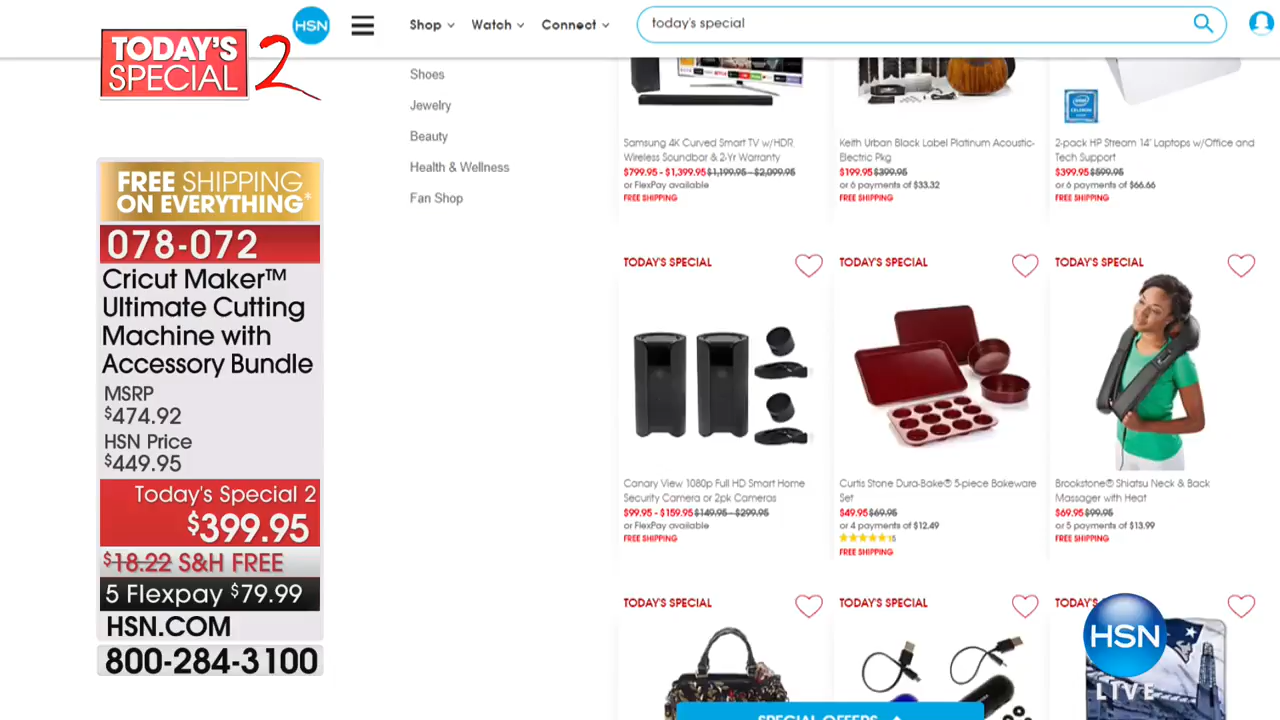 TODAY'S
SPECIAL 2
HSN
Shop
Watch
Connect
today's special
Shoes
Jewelry
Beauty
Health & Wellness
Fan Shop
FREE SHIPPING
ON EVERYTHING*
078-072
Cricut Maker™
Ultimate Cutting
Machine with
Accessory Bundle
MSRP
$474.92
HSN Price
$449.95
Today's Special 2
$399.95
$18.22 S&H FREE
5 Flexpay $79.99
HSN.COM
800-284-3100
Samsung 4K Curved Smart TV w/HDR,
Wireless Soundbar & 2-Yr Warranty
$799.95 - $1,399.95 $1,199.95 - $2,099.95
or FlexPay available
FREE SHIPPING
Keith Urban Black Label Platinum Acoustic-
Electric Pkg
$199.95 $399.95
or 6 payments of $33.32
FREE SHIPPING
intel
CELERON
2-pack HP Stream 14" Laptops w/Office and
Tech Support
$399.95 $599.95
or 6 payments of $66.66
FREE SHIPPING
TODAY'S SPECIAL
Canary View 1080p Full HD Smart Home
Security Camera or 2pk Cameras
$99.95 - $159.95 $149.95 - $299.95
or FlexPay available
FREE SHIPPING
TODAY'S SPECIAL
Curtis Stone Dura-Bake® 5-piece Bakeware
Set
$49.95 $69.95
or 4 payments of $12.49
15
FREE SHIPPING
TODAY'S SPECIAL
Brookstone® Shiatsu Neck & Back
Massager with Heat
$69.95 $99.95
or 5 payments of $13.99
FREE SHIPPING
TODAY'S SPECIAL
TODAY'S SPECIAL
TODAY'S
SPECIAL OFFERS
HSN
LIVE